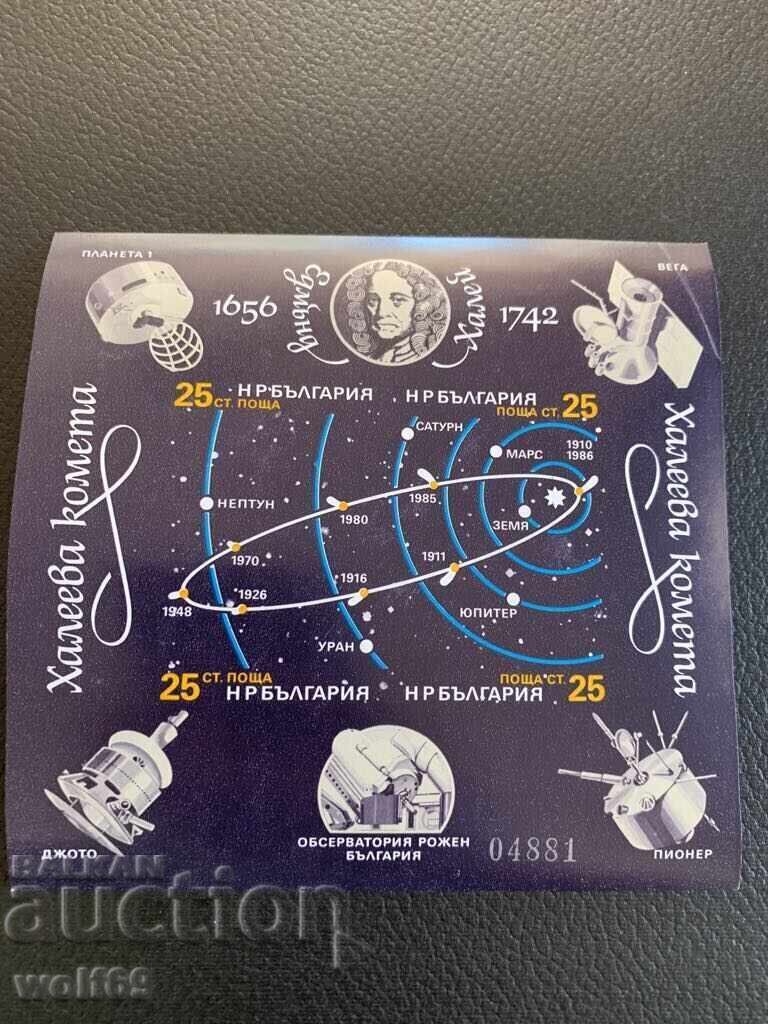 ПЛАНЕТА 1
ВЕГА
1656
Едмънд
Халей
1742
25 СТ. ПОЩА
НРБЪЛГАРИЯ
НРБЪЛГАРИЯ
ПОЩА СТ. 25
Халеева комета
Халеева комета
САТУРН
МАРС
1910
1986
НЕПТУН
1980
1985
ЗЕМЯ
1970
1911
1948
1926
1916
ЮПИТЕР
УРАН
25 СТ. ПОЩА
НРБЪЛГАРИЯ
НРБЪЛГАРИЯ
ПОЩА СТ. 25
ДЖОТО
ОБСЕРВАТОРИЯ РОЖЕН
БЪЛГАРИЯ
04881
ПИОНЕР
BALKAN
auction
wolf69